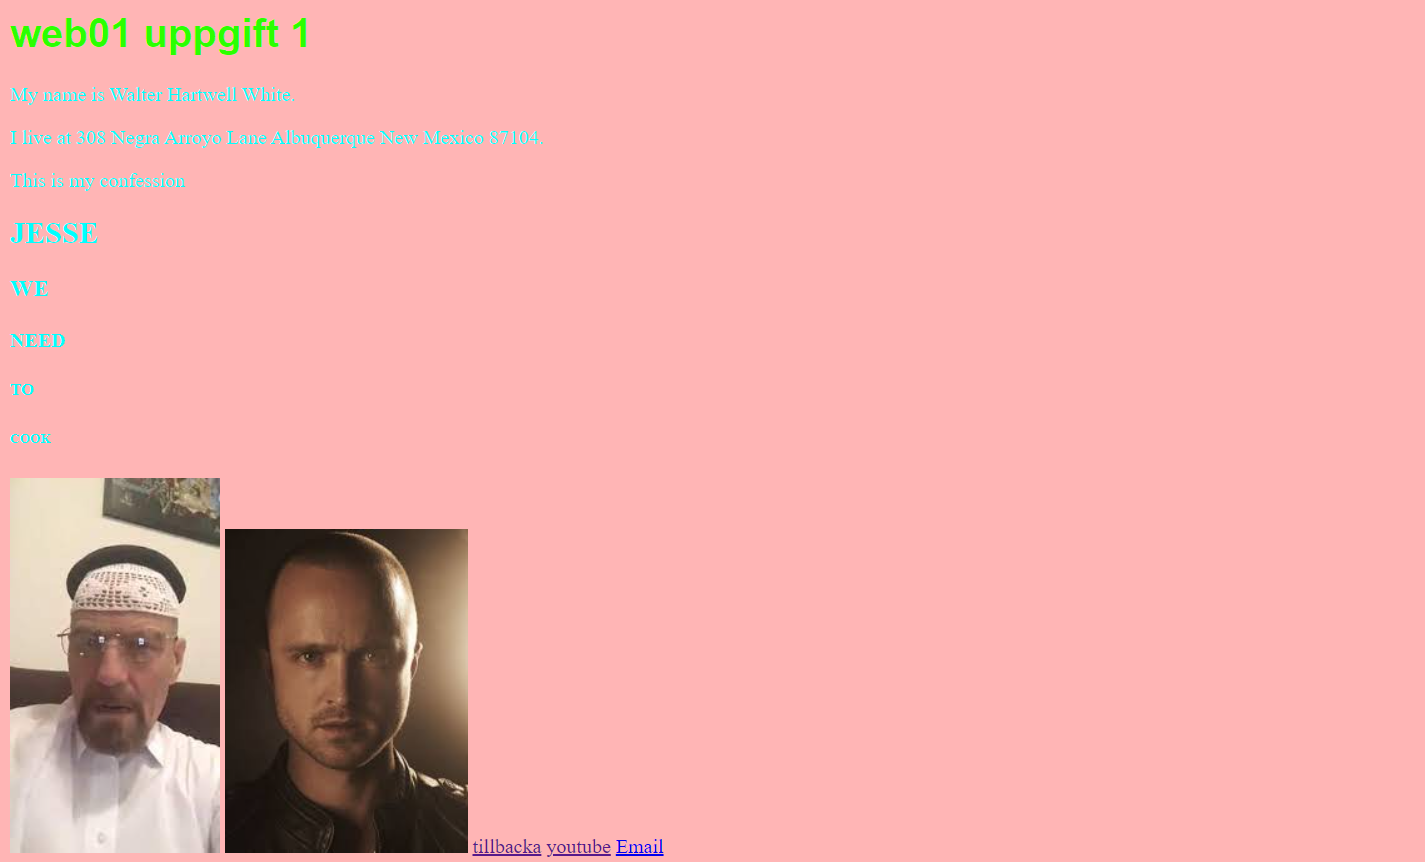 web01 uppgift 1
My name is Walter Hartwell White.
I live at 308 Negra Arroyo Lane Albuquerque New Mexico 87104.
This is my confession
JESSE
WE
NEED
TO
COOK
tillbacka youtube Email